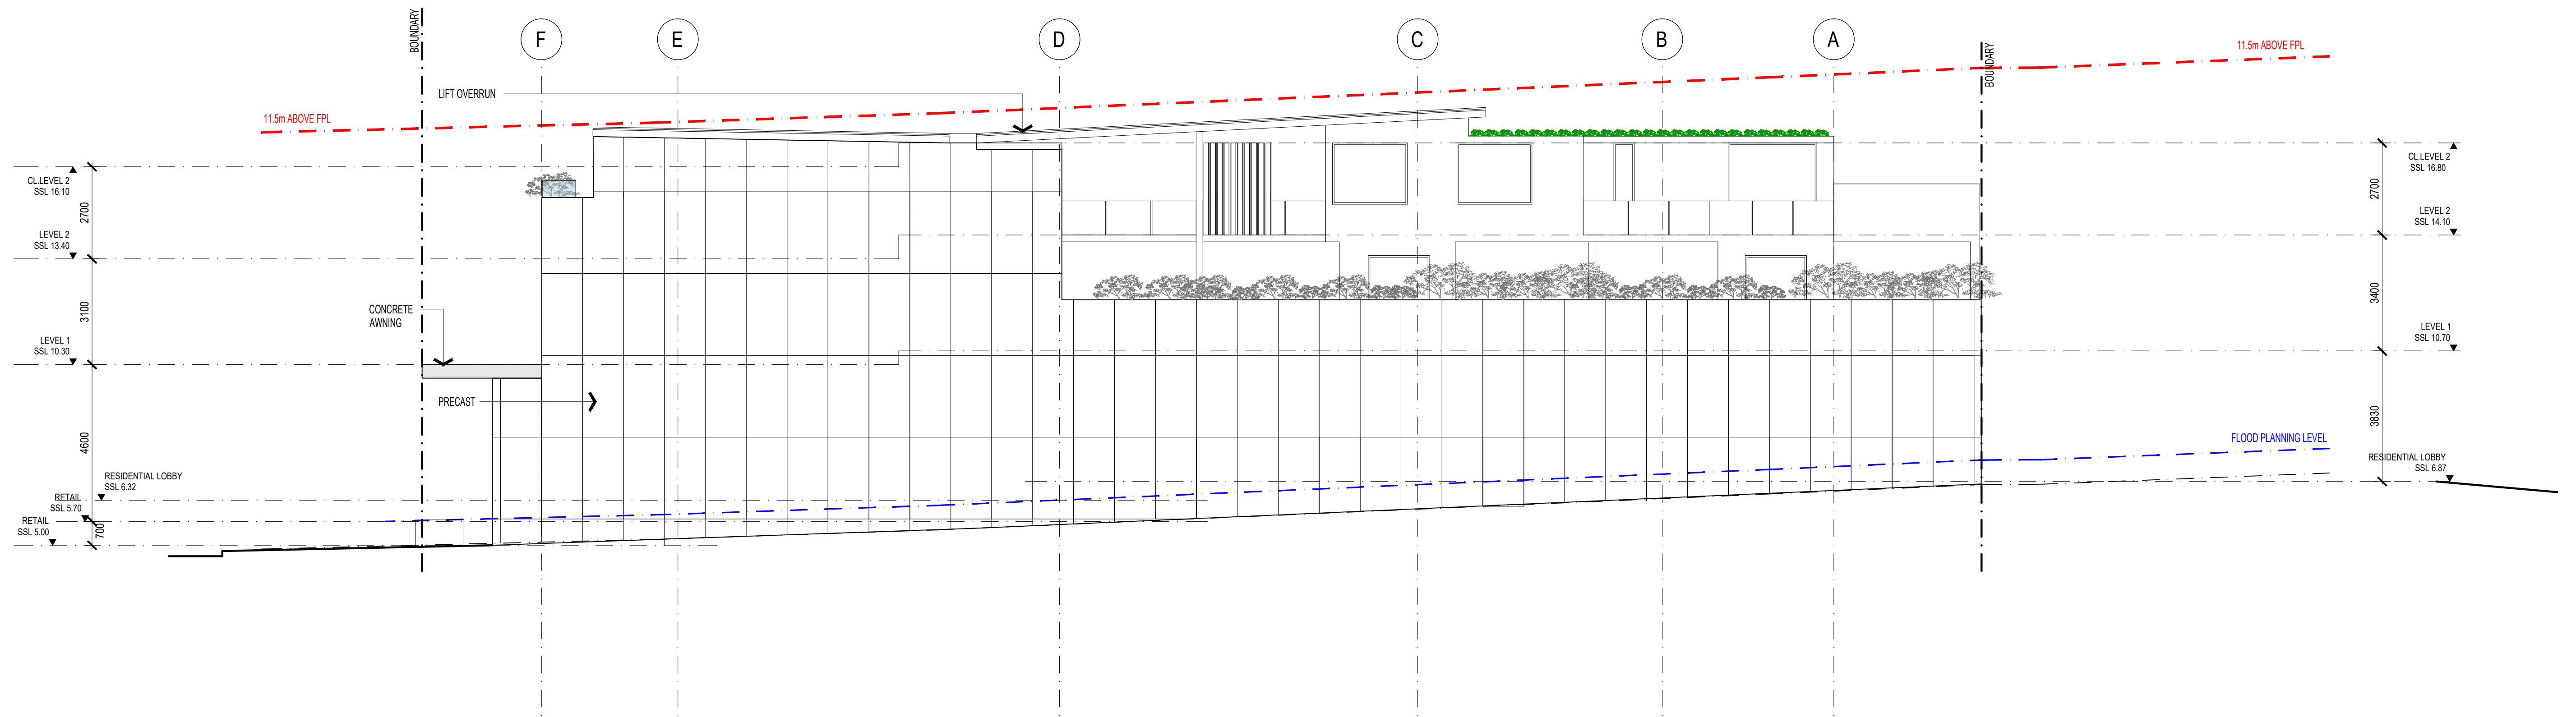 BOUNDARY
F
E
D
C
B
A
BOUNDARY
11.5m ABOVE FPL
LIFT OVERRUN
11.5m ABOVE FPL
CL.LEVEL 2
SSL 16.10
2700
LEVEL 2
SSL 13.40
3100
LEVEL 1
SSL 10.30
4600
RESIDENTIAL LOBBY
SSL 6.32
RETAIL
SSL 5.70
RETAIL
SSL 5.00
700
CONCRETE
AWNING
PRECAST
CL.LEVEL 2
SSL 16.80
2700
LEVEL 2
SSL 14.10
3400
LEVEL 1
SSL 10.70
3830
FLOOD PLANNING LEVEL
RESIDENTIAL LOBBY
SSL 6.87